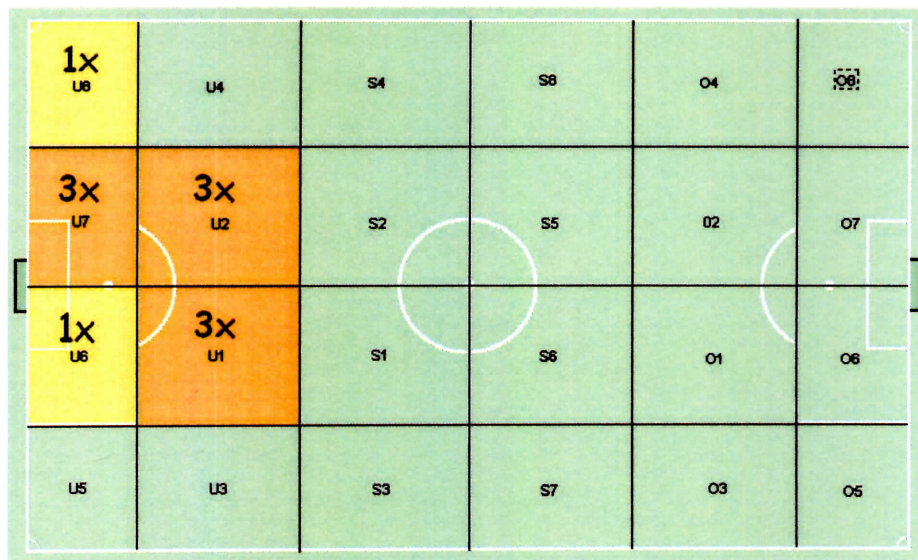 1x
U8 U4 S4 S8 O4 O8
3x 3x
U7 U2 S2 S5 02 O7
1x 3x
U6 U1 S1 S6 O1 O6
U5 U3 S3 S7 O3 O5